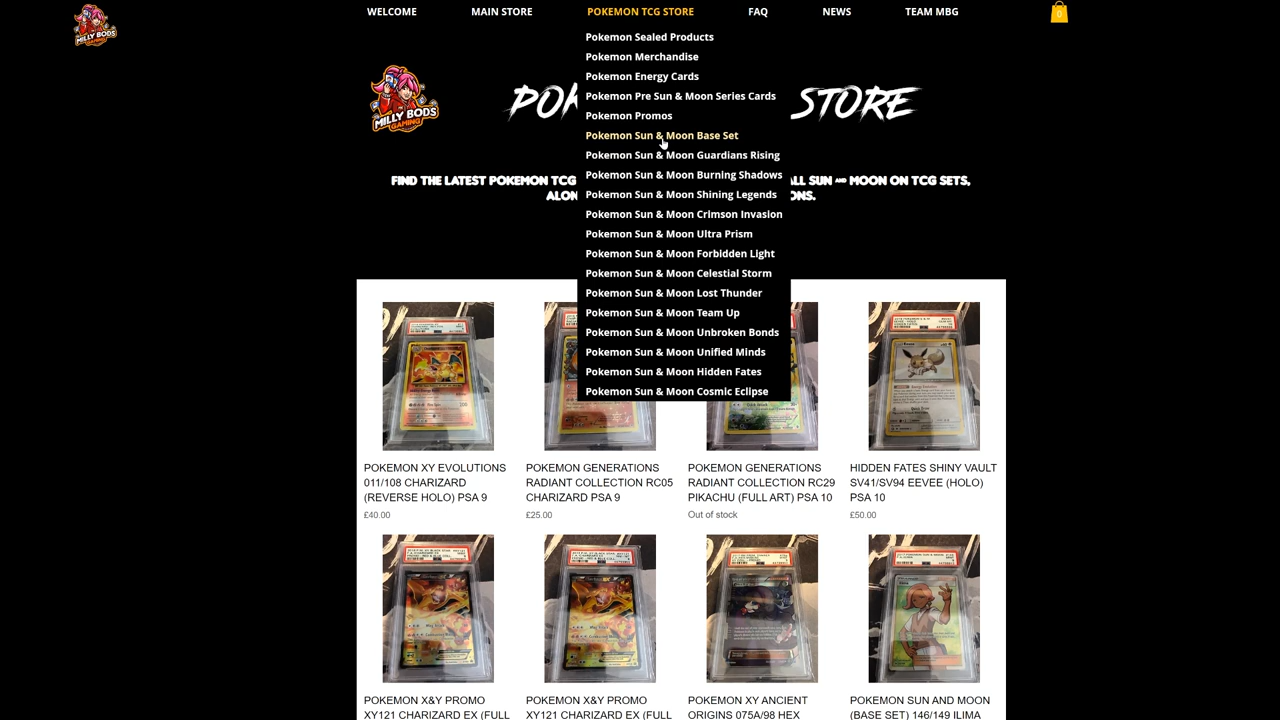 WELCOME
MAIN STORE
POKEMON TCG STORE
FAQ
NEWS
TEAM MBG
0
MILLY BODS
GAMING
Pokemon Sealed Products
Pokemon Merchandise
Pokemon Energy Cards
Pokemon Pre Sun & Moon Series Cards
Pokemon Promos
Pokemon Sun & Moon Base Set
Pokemon Sun & Moon Guardians Rising
Pokemon Sun & Moon Burning Shadows
Pokemon Sun & Moon Shining Legends
Pokemon Sun & Moon Crimson Invasion
Pokemon Sun & Moon Ultra Prism
Pokemon Sun & Moon Forbidden Light
Pokemon Sun & Moon Celestial Storm
Pokemon Sun & Moon Lost Thunder
Pokemon Sun & Moon Team Up
Pokemon Sun & Moon Unbroken Bonds
Pokemon Sun & Moon Unified Minds
Pokemon Sun & Moon Hidden Fates
Pokemon Sun & Moon Cosmic Eclipse
MILLY BODS
GAMING
POK STORE
FIND THE LATEST POKEMON TCG ALL SUN AND MOON ON TCG SETS,
ALON ONS.
POKEMON XY EVOLUTIONS
011/108 CHARIZARD
(REVERSE HOLO) PSA 9
£40.00
POKEMON GENERATIONS
RADIANT COLLECTION RC05
CHARIZARD PSA 9
£25.00
POKEMON GENERATIONS
RADIANT COLLECTION RC29
PIKACHU (FULL ART) PSA 10
Out of stock
HIDDEN FATES SHINY VAULT
SV41/SV94 EEVEE (HOLO)
PSA 10
£50.00
POKEMON X&Y PROMO
XY121 CHARIZARD EX (FULL
POKEMON X&Y PROMO
XY121 CHARIZARD EX (FULL
POKEMON XY ANCIENT
ORIGINS 075A/98 HEX
POKEMON SUN AND MOON
(BASE SET) 146/149 ILIMA